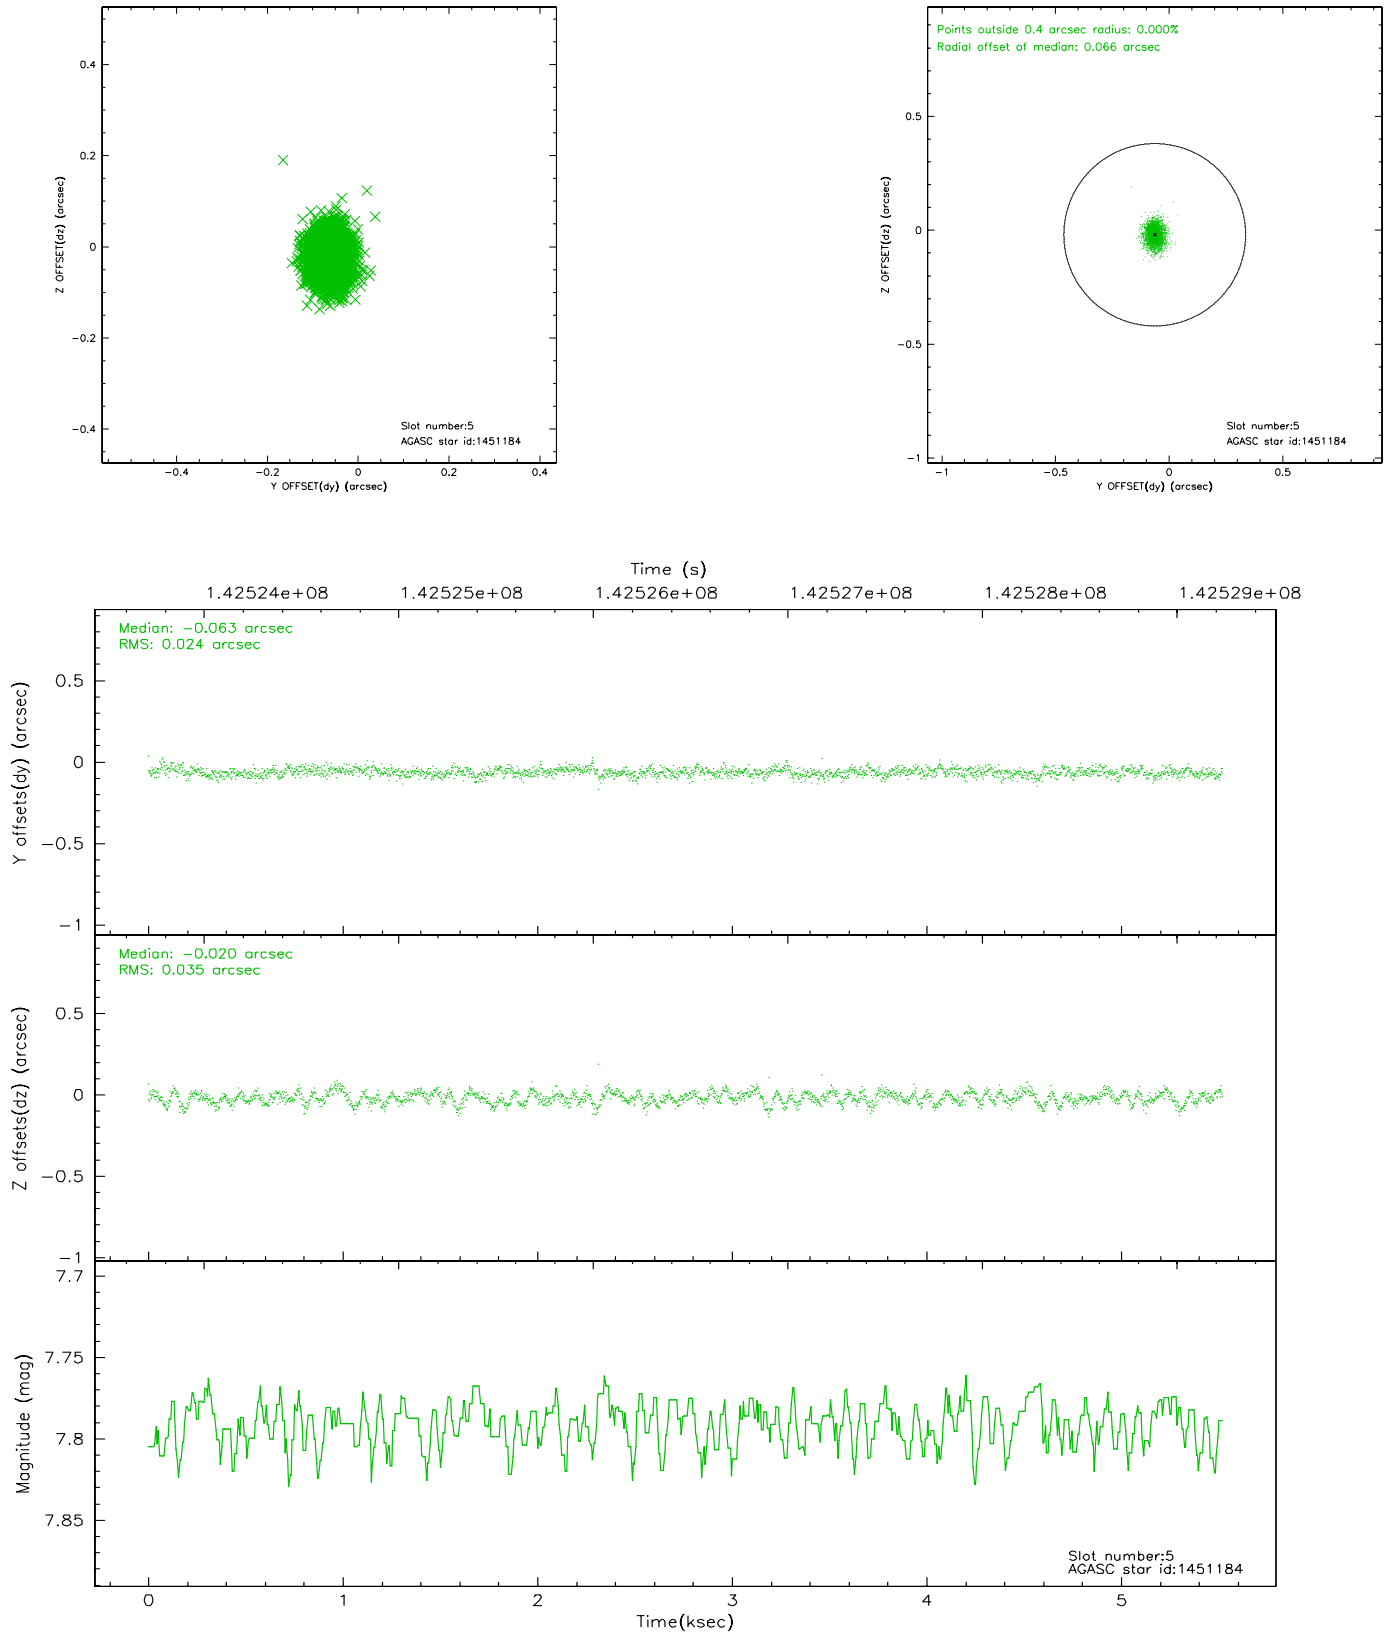 0.4
0.2
0
−0.2
−0.4
Z OFFSET(dz) (arcsec)
Slot number:5
AGASC star id:1451184
−0.4 −0.2 0 0.2 0.4
Y OFFSET(dy) (arcsec)
Points outside 0.4 arcsec radius: 0.000%
Radial offset of median: 0.066 arcsec
0.5
0
−0.5
−1
Z OFFSET(dz) (arcsec)
Slot number:5
AGASC star id:1451184
−1 −0.5 0 0.5
Y OFFSET(dy) (arcsec)
Time (s)
1.42524e+08 1.42525e+08 1.42526e+08 1.42527e+08 1.42528e+08 1.42529e+08
Median: −0.063 arcsec
RMS: 0.024 arcsec
0.5
0
−0.5
−1
Y offsets(dy) (arcsec)
Median: −0.020 arcsec
RMS: 0.035 arcsec
0.5
0
−0.5
−1
Z offsets(dz) (arcsec)
7.7
7.75
7.8
7.85
Magnitude (mag)
Slot number:5
AGASC star id:1451184
0 1 2 3 4 5
Time(ksec)